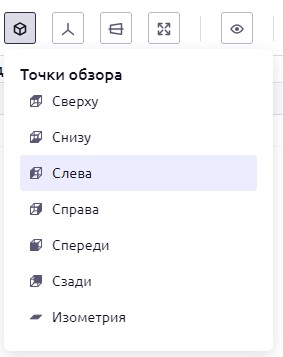 Точки обзора
Сверху
Снизу
Слева
Справа
Спереди
Сзади
Изометрия